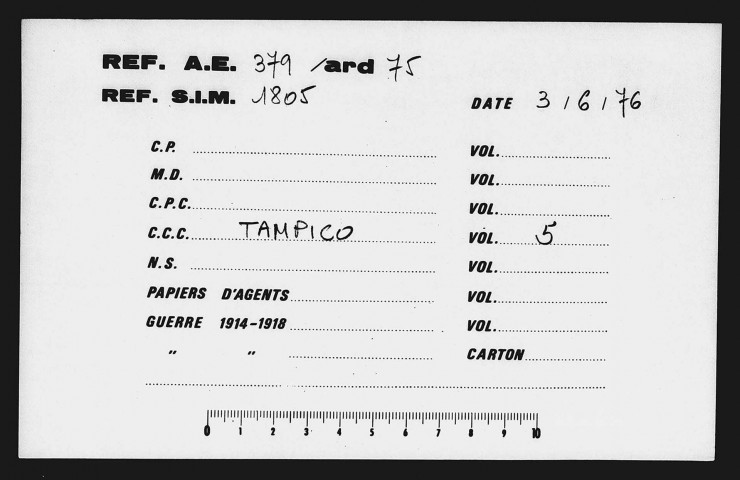 REF. A.E. 379 /ard 75
REF. S.I.M. 1805
DATE 3 / 6 / 76
C.P. VOL.
M.D. VOL.
C.P.C. VOL.
C.C.C. TAMPICO VOL. 5
N.S. VOL.
PAPIERS D'AGENTS VOL.
GUERRE 1914-1918 VOL.
" " CARTON
0 1 2 3 4 5 6 7 8 9 10